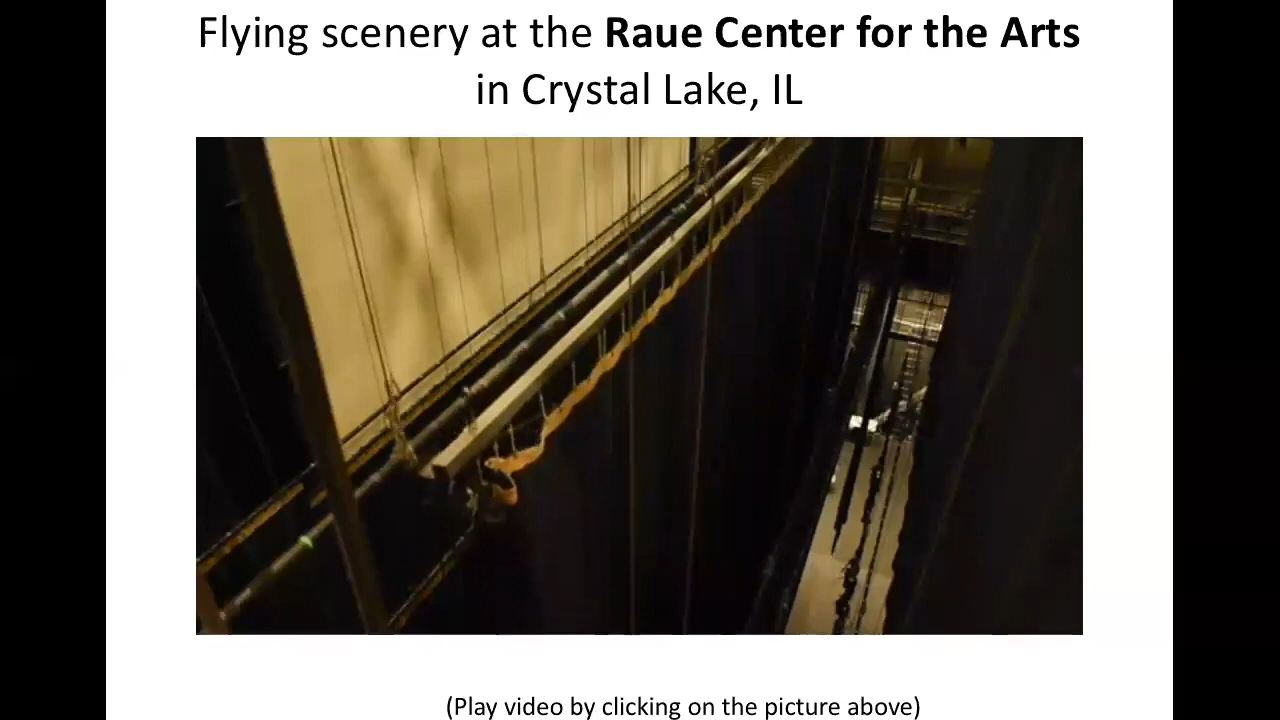 Flying scenery at the Raue Center for the Arts
in Crystal Lake, IL
(Play video by clicking on the picture above)